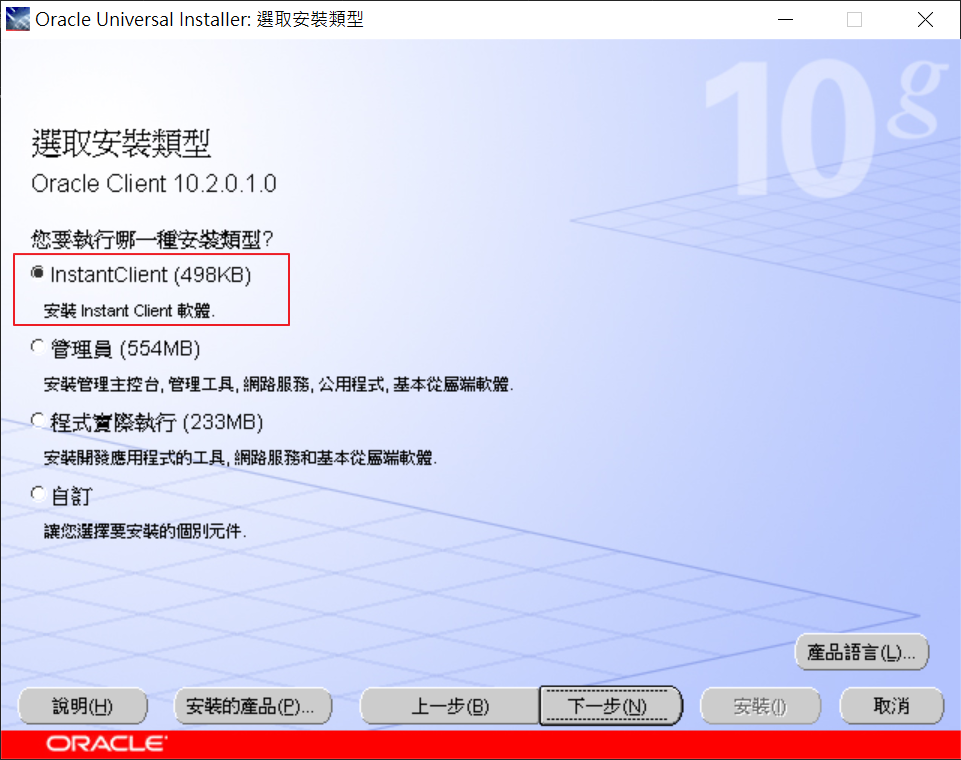 Oracle Universal Installer: 選取安裝類型
10g
選取安裝類型
Oracle Client 10.2.0.1.0
您要執行哪一種安裝類型?
InstantClient (498KB)
安裝 Instant Client 軟體.
管理員 (554MB)
安裝管理主控台, 管理工具, 網路服務, 公用程式, 基本從屬端軟體.
程式實際執行 (233MB)
安裝開發應用程式的工具, 網路服務和基本從屬端軟體.
自訂
讓您選擇要安裝的個別元件.
產品語言(L)...
說明(H) 安裝的產品(P)... 上一步(B) 下一步(N) 安裝(I) 取消
ORACLE